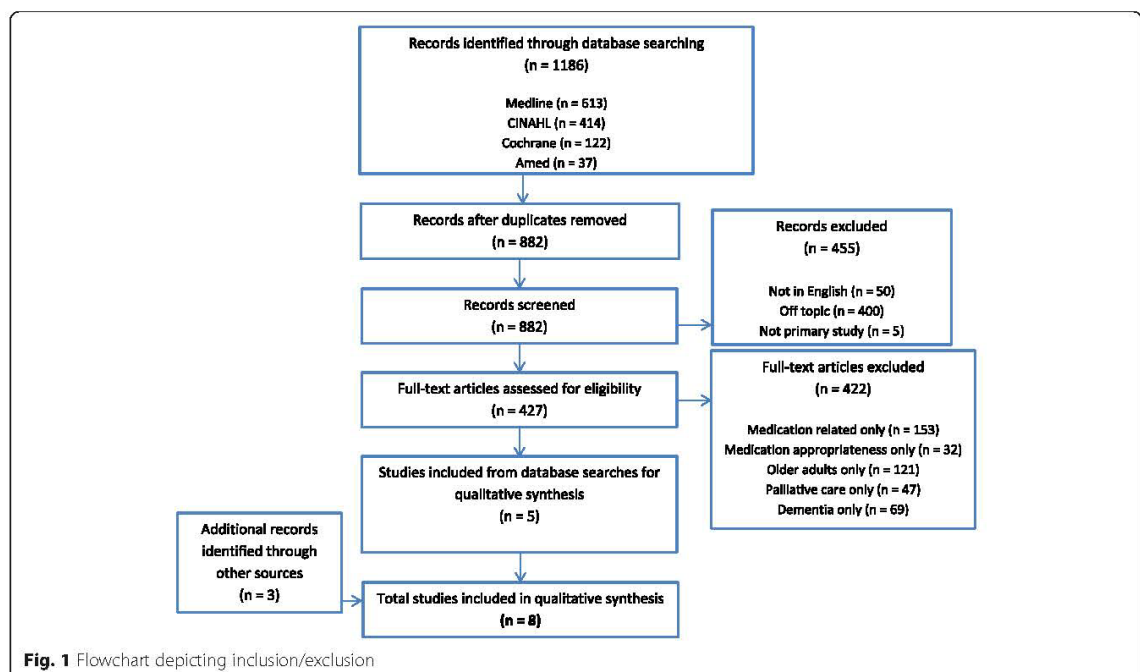 Records identified through database searching
(n = 1186)
Medline (n = 613)
CINAHL (n = 414)
Cochrane (n = 122)
Amed (n = 37)
Records after duplicates removed
(n = 882)
Records excluded
(n = 455)
Not in English (n = 50)
Off topic (n = 400)
Not primary study (n = 5)
Records screened
(n = 882)
Full-text articles assessed for eligibility
(n = 427)
Full-text articles excluded
(n = 422)
Medication related only (n = 153)
Medication appropriateness only (n = 32)
Older adults only (n = 121)
Palliative care only (n = 47)
Dementia only (n = 69)
Studies included from database searches for
qualitative synthesis
(n = 5)
Additional records
identified through
other sources
(n = 3)
Total studies included in qualitative synthesis
(n = 8)
Fig. 1 Flowchart depicting inclusion/exclusion